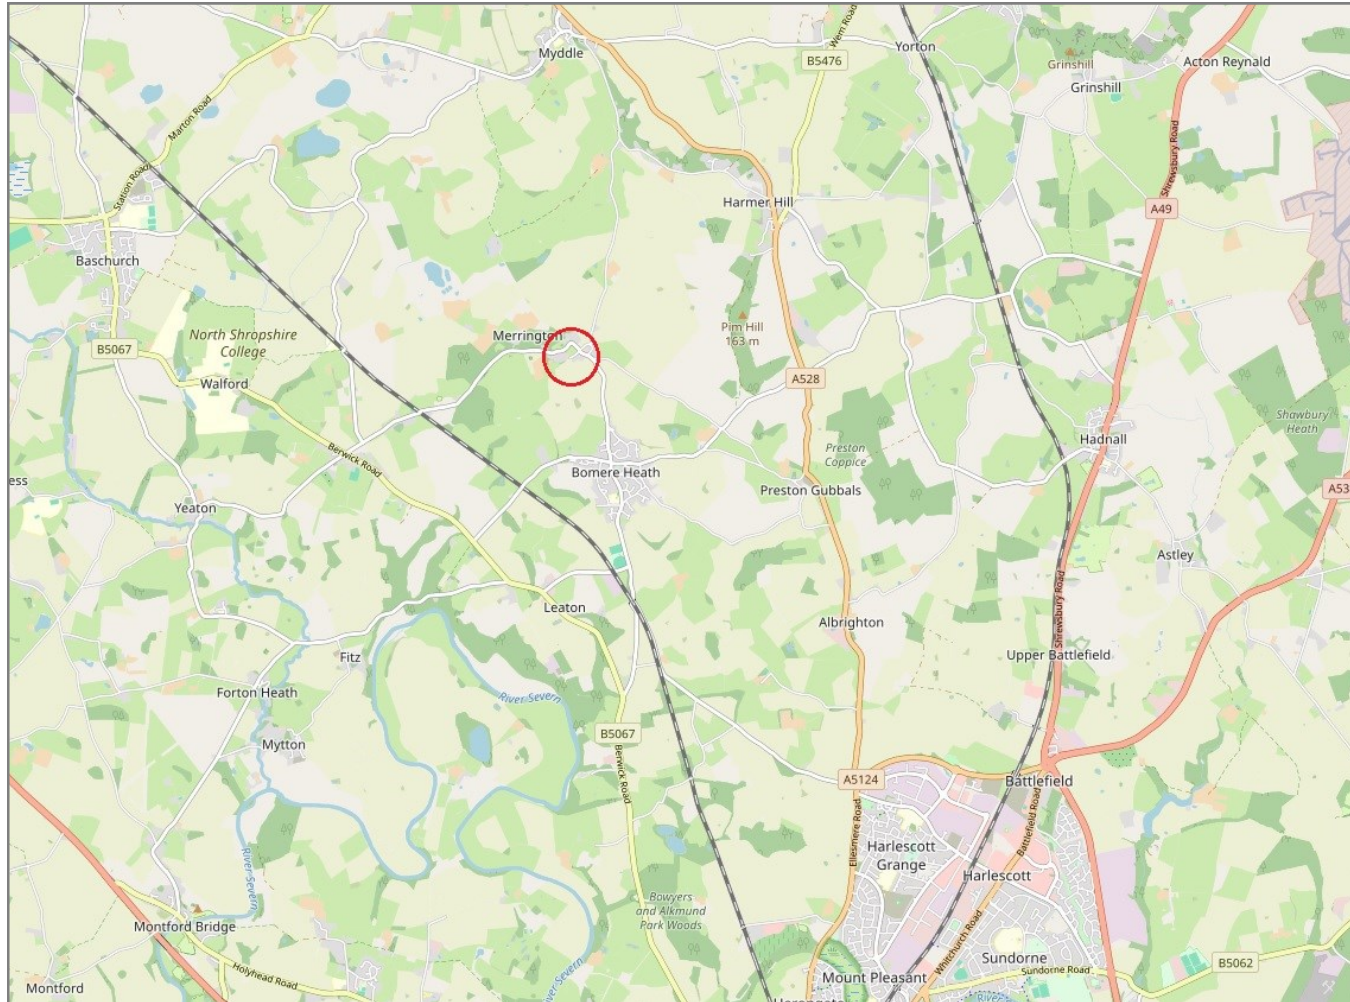 Myddle
Wem Road
Yorton
B5476
Grinshill
Grinshill
Acton Reynald
Marton Road
Station Road
Shrewsbury Road
A49
Harmer Hill
Baschurch
Pim Hill
163 m
Merrington
North Shropshire
College
B5067
Walford
A528
Shawbury
Heath
Hadnall
Preston
Coppice
Berwick Road
Bomere Heath
Preston Gubbals
ess
A53
Yeaton
Astley
Shrewsbury Road
Leaton
Albrighton
Upper Battlefield
Fitz
Forton Heath
River Severn
B5067
Mytton
Berwick Road
A5124
Battlefield
Ellesmere Road
Battlefield Road
Harlescott
Grange
Harlescott
River Severn
Bowyers
and Alkmund
Park Woods
Montford Bridge
Whitchurch Road
Sundorne
Sundorne Road
B5062
Holyhead Road
River Severn
Mount Pleasant
Montford
River